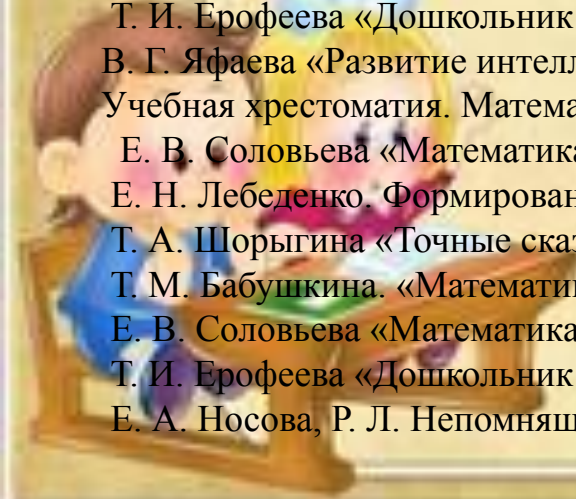 Т. И. Ерофеева «Дошкольник
В. Г. Яфаева «Развитие интелл
Учебная хрестоматия. Матема
Е. В. Соловьева «Математика
Е. Н. Лебеденко. Формирован
Т. А. Шорыгина «Точные сказ
Т. М. Бабушкина. «Математи
Е. В. Соловьева «Математика
Т. И. Ерофеева «Дошкольник
Е. А. Носова, Р. Л. Непомнящ